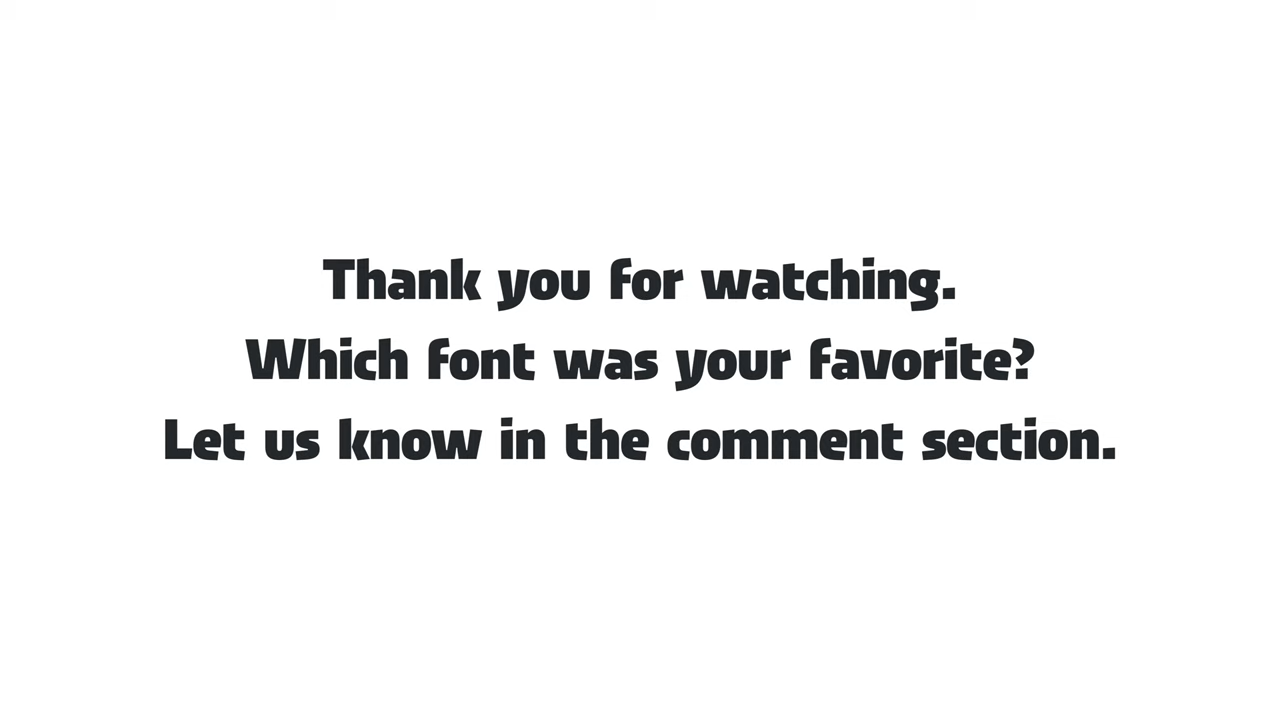 Thank you for watching.
Which font was your favorite?
Let us know in the comment section.